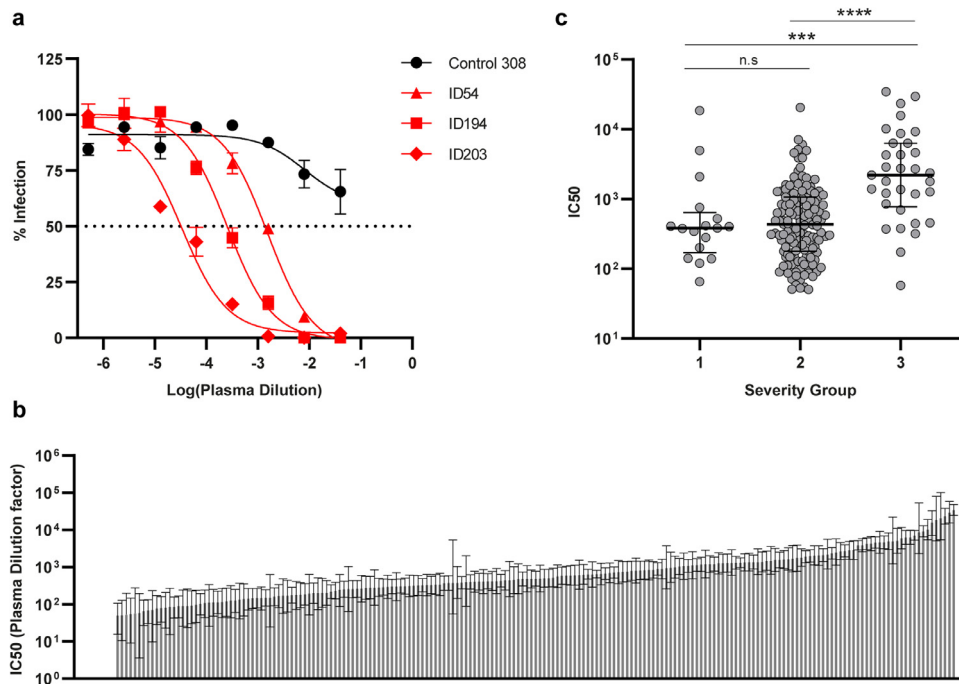 a
125
100
75
50
25
0
% Infection
-6 -5 -4 -3 -2 -1 0
Log(Plasma Dilution)
Control 308
ID54
ID194
ID203
c
****
***
n.s
10⁵
10⁴
10³
10²
10¹
IC50
1 2 3
Severity Group
b
10⁶
10⁵
10⁴
10³
10²
10¹
10⁰
IC50 (Plasma Dilution factor)